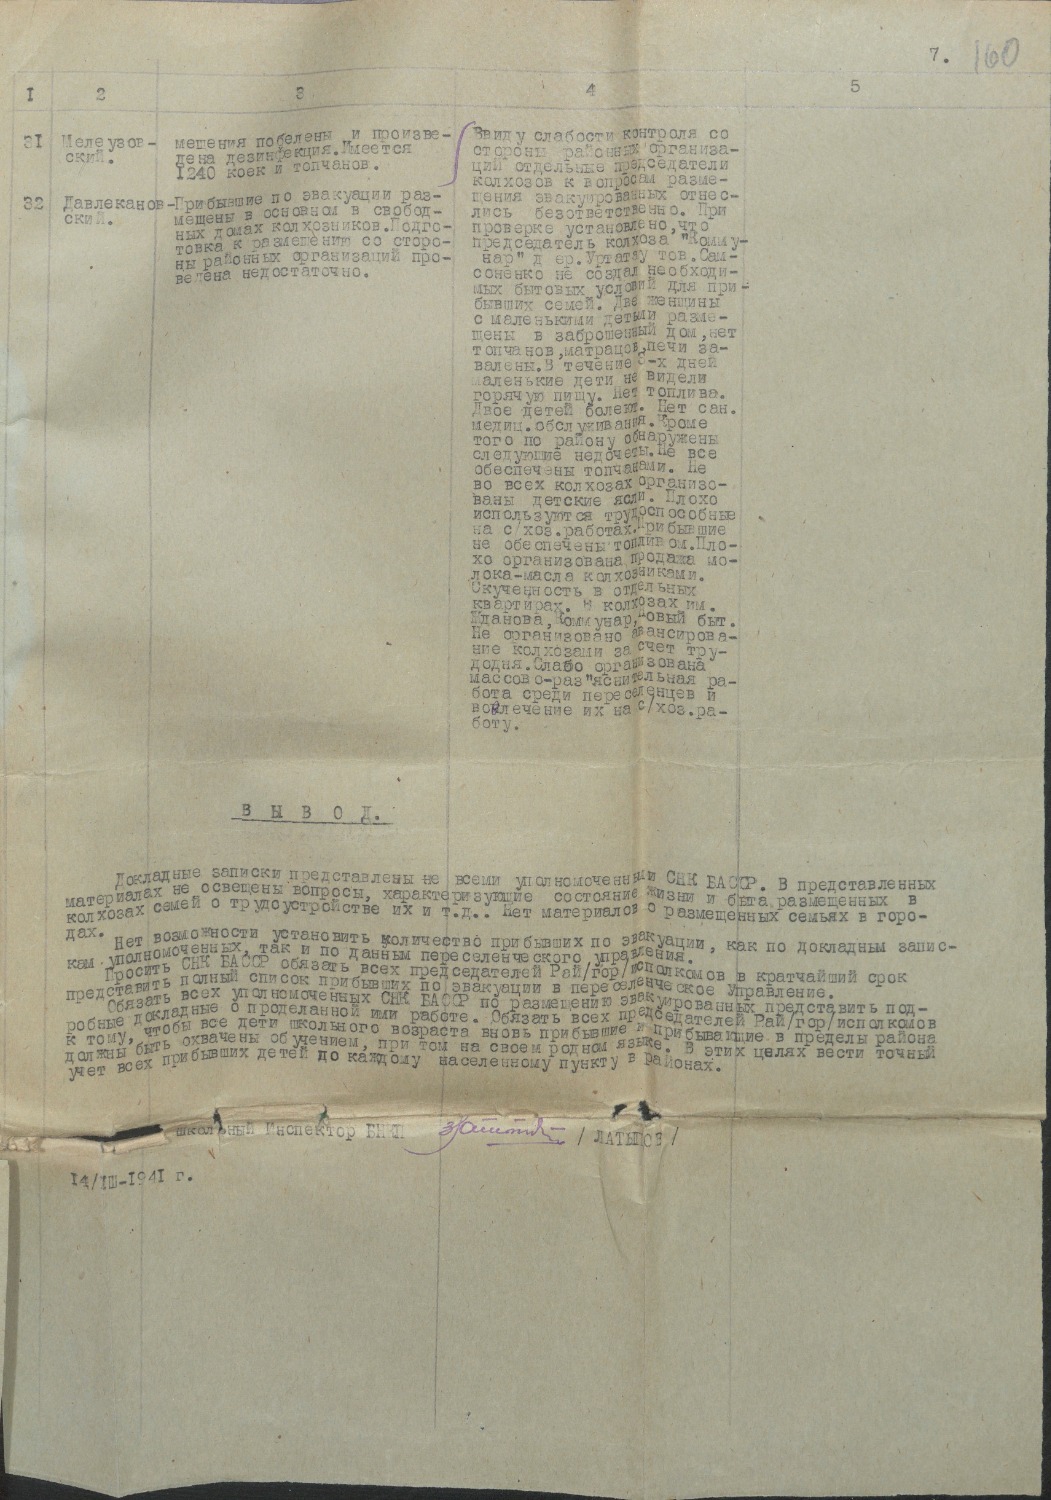 7. 160
I 2 3 4 5
31 Мелеузов-
ский.
мещения побелены и произве-
дена дезинфекция. Имеется
1240 коек и топчанов.
32 Давлеканов-
ский.
Прибывшие по эвакуации раз-
мещены в основном в свобод-
ных домах колхозников. Подго-
товка к размещению со сторо-
ны районных организаций про-
ведена недостаточно.
Ввиду слабости контроля со
стороны районных организа-
ций отдельные председатели
колхозов к вопросам разме-
щения эвакуированных отнес-
лись безответственно. При
проверке установлено, что
председатель колхоза "Комму-
нар" д ер. Уртатау тов. Сам-
соненко не создал необходи-
мых бытовых условий для при-
бывших семей. Две женщины
с маленькими детьми разме-
щены в заброшенный дом, нет
топчанов, матрацов, печи за-
валены. В течение -х дней
маленькие дети не видели
горячую пищу. Нет топлива.
Двое детей болеют. Нет сан.
медиц. обслуживания. Кроме
того по району обнаружены
следующие недочеты. Не все
обеспечены топчанами. Не
во всех колхозах организо-
ваны детские ясли. Плохо
используются трудоспособные
на с/хоз. работах. Прибывшие
не обеспечены топливом. Пло-
хо организована продажа мо-
лока-масла колхозниками.
Скученность в отдельных
квартирах. В колхозах им.
Жданова, Коммунар, Новый быт.
Не организовано авансирова-
ние колхозами за счет тру-
додня. Слабо организована
массово-раз"яснительная ра-
бота среди переселенцев и
вовлечение их на с/хоз. ра-
боту.
В Ы В О Д.
Докладные записки представлены не всеми уполномоченными СНК БАССР. В представленных
материалах не освещены вопросы, характеризующие состояние жизни и быта размещенных в
колхозах семей о трудоустройстве их и т.д.. Нет материалов о размещенных семьях в горо-
дах.
Нет возможности установить количество прибывших по эвакуации, как по докладным запис-
кам уполномоченных, так и по данным переселенческого управления.
Просить СНК БАССР обязать всех председателей Рай/гор/исполкомов в кратчайший срок
представить полный список прибывших по эвакуации в переселенческое Управление.
Обязать всех уполномоченных СНК БАССР по размещению эвакуированных представить под-
робные докладные о проделанной ими работе. Обязать всех председателей Рай/гор/исполкомов
к тому, чтобы все дети школьного возраста вновь прибывшие и прибывающие в пределы района
должны быть охвачены обучением, при том на своем родном языке. В этих целях вести точный
учет всех прибывших детей по каждому населенному пункту в районах.
школьный Инспектор / ЛАТЫПОВ /
14/III-1941 г.